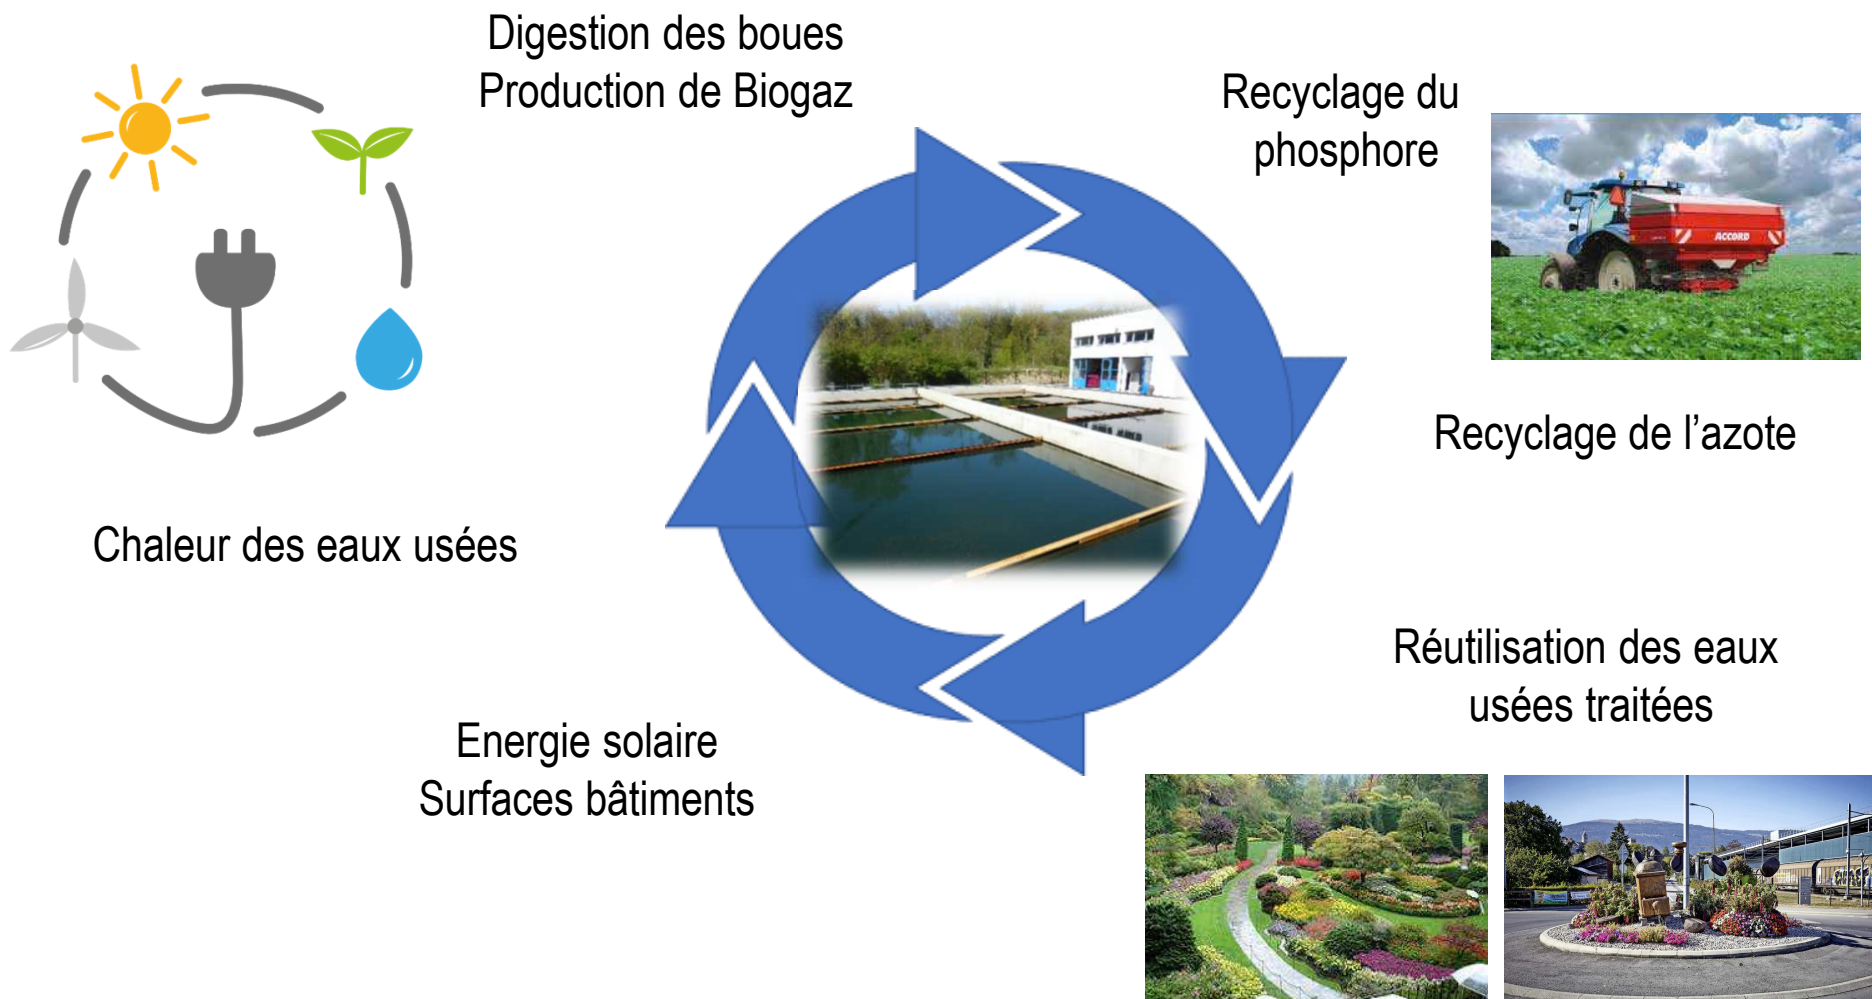 Digestion des boues
Production de Biogaz
Recyclage du
phosphore
ACCORD
Recyclage de l’azote
Chaleur des eaux usées
Réutilisation des eaux
usées traitées
Energie solaire
Surfaces bâtiments